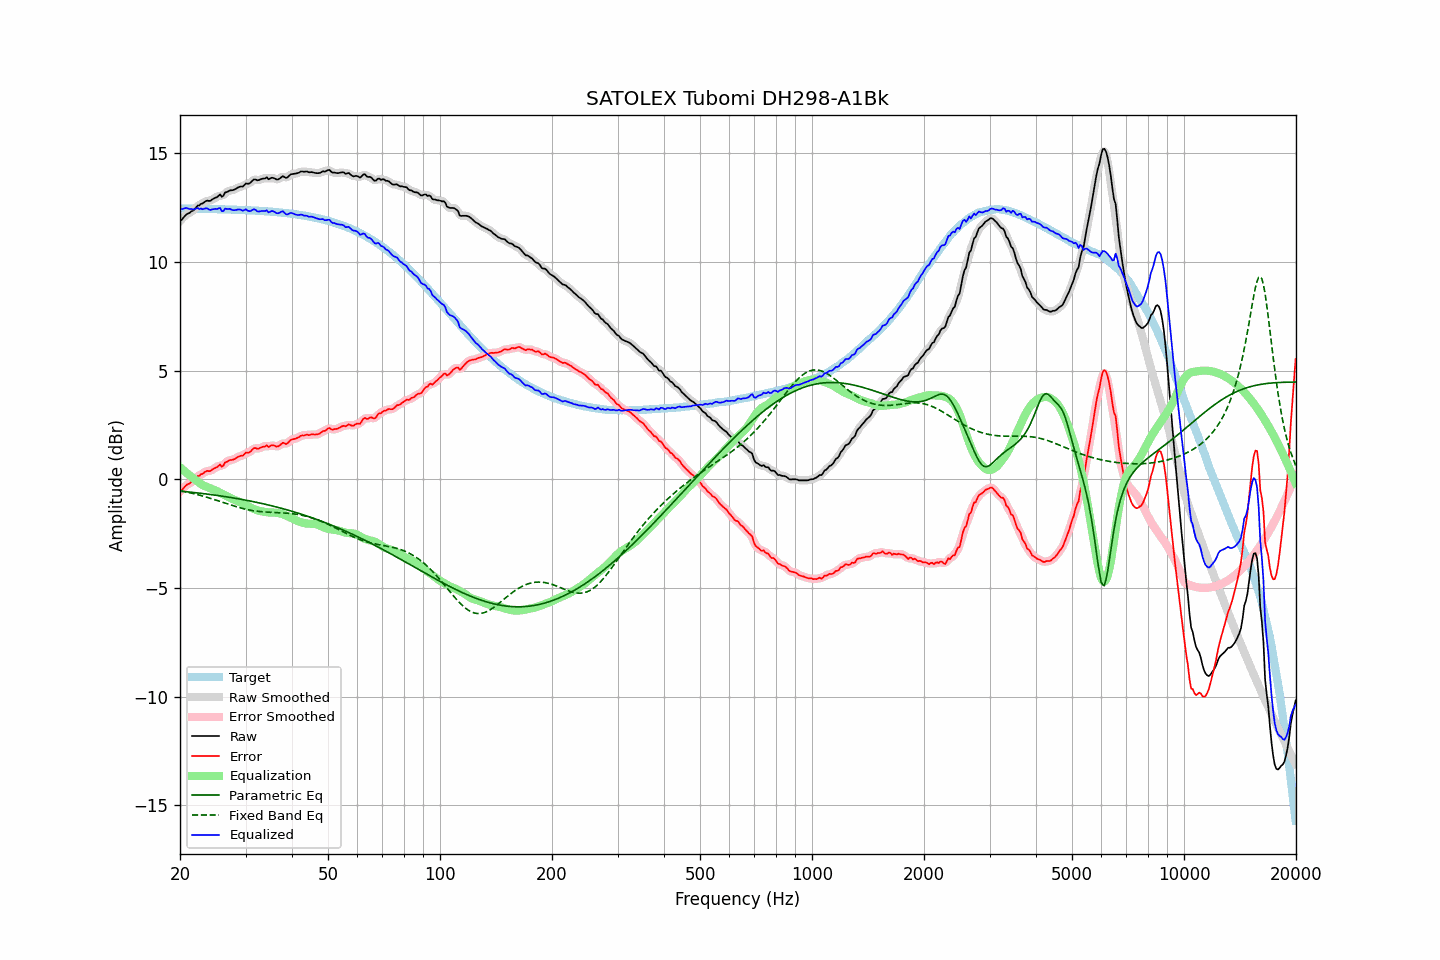 SATOLEX Tubomi DH298-A1Bk
Amplitude (dBr)
15
10
5
0
−5
−10
−15
Target
Raw Smoothed
Error Smoothed
Raw
Error
Equalization
Parametric Eq
Fixed Band Eq
Equalized
20 50 100 200 500 1000 2000 5000 10000 20000
Frequency (Hz)